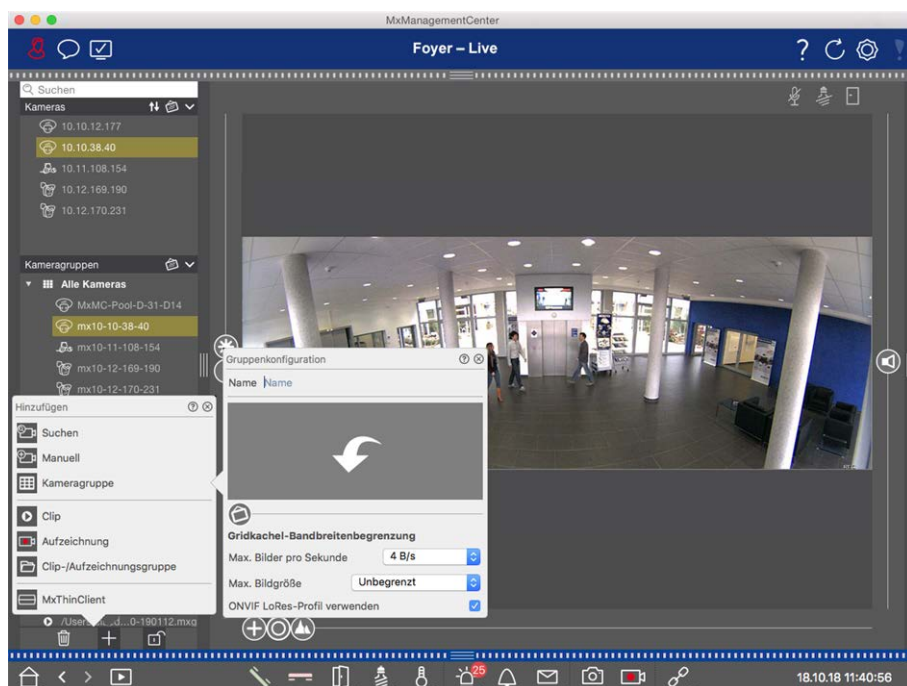 MxManagementCenter
Foyer – Live
Suchen
Kameras
10.10.12.177
10.10.38.40
10.11.108.154
10.12.169.190
10.12.170.231
Kameragruppen
Alle Kameras
MxMC-Pool-D-31-D14
mx10-10-38-40
mx10-11-108-154
mx10-12-169-190
mx10-12-170-231
Hinzufügen
Suchen
Manuell
Kameragruppe
Clip
Aufzeichnung
Clip-/Aufzeichnungsgruppe
MxThinClient
Gruppenkonfiguration
Name Name
Gridkachel-Bandbreitenbegrenzung
Max. Bilder pro Sekunde 4 B/s
Max. Bildgröße Unbegrenzt
ONVIF LoRes-Profil verwenden
25
18.10.18 11:40:56